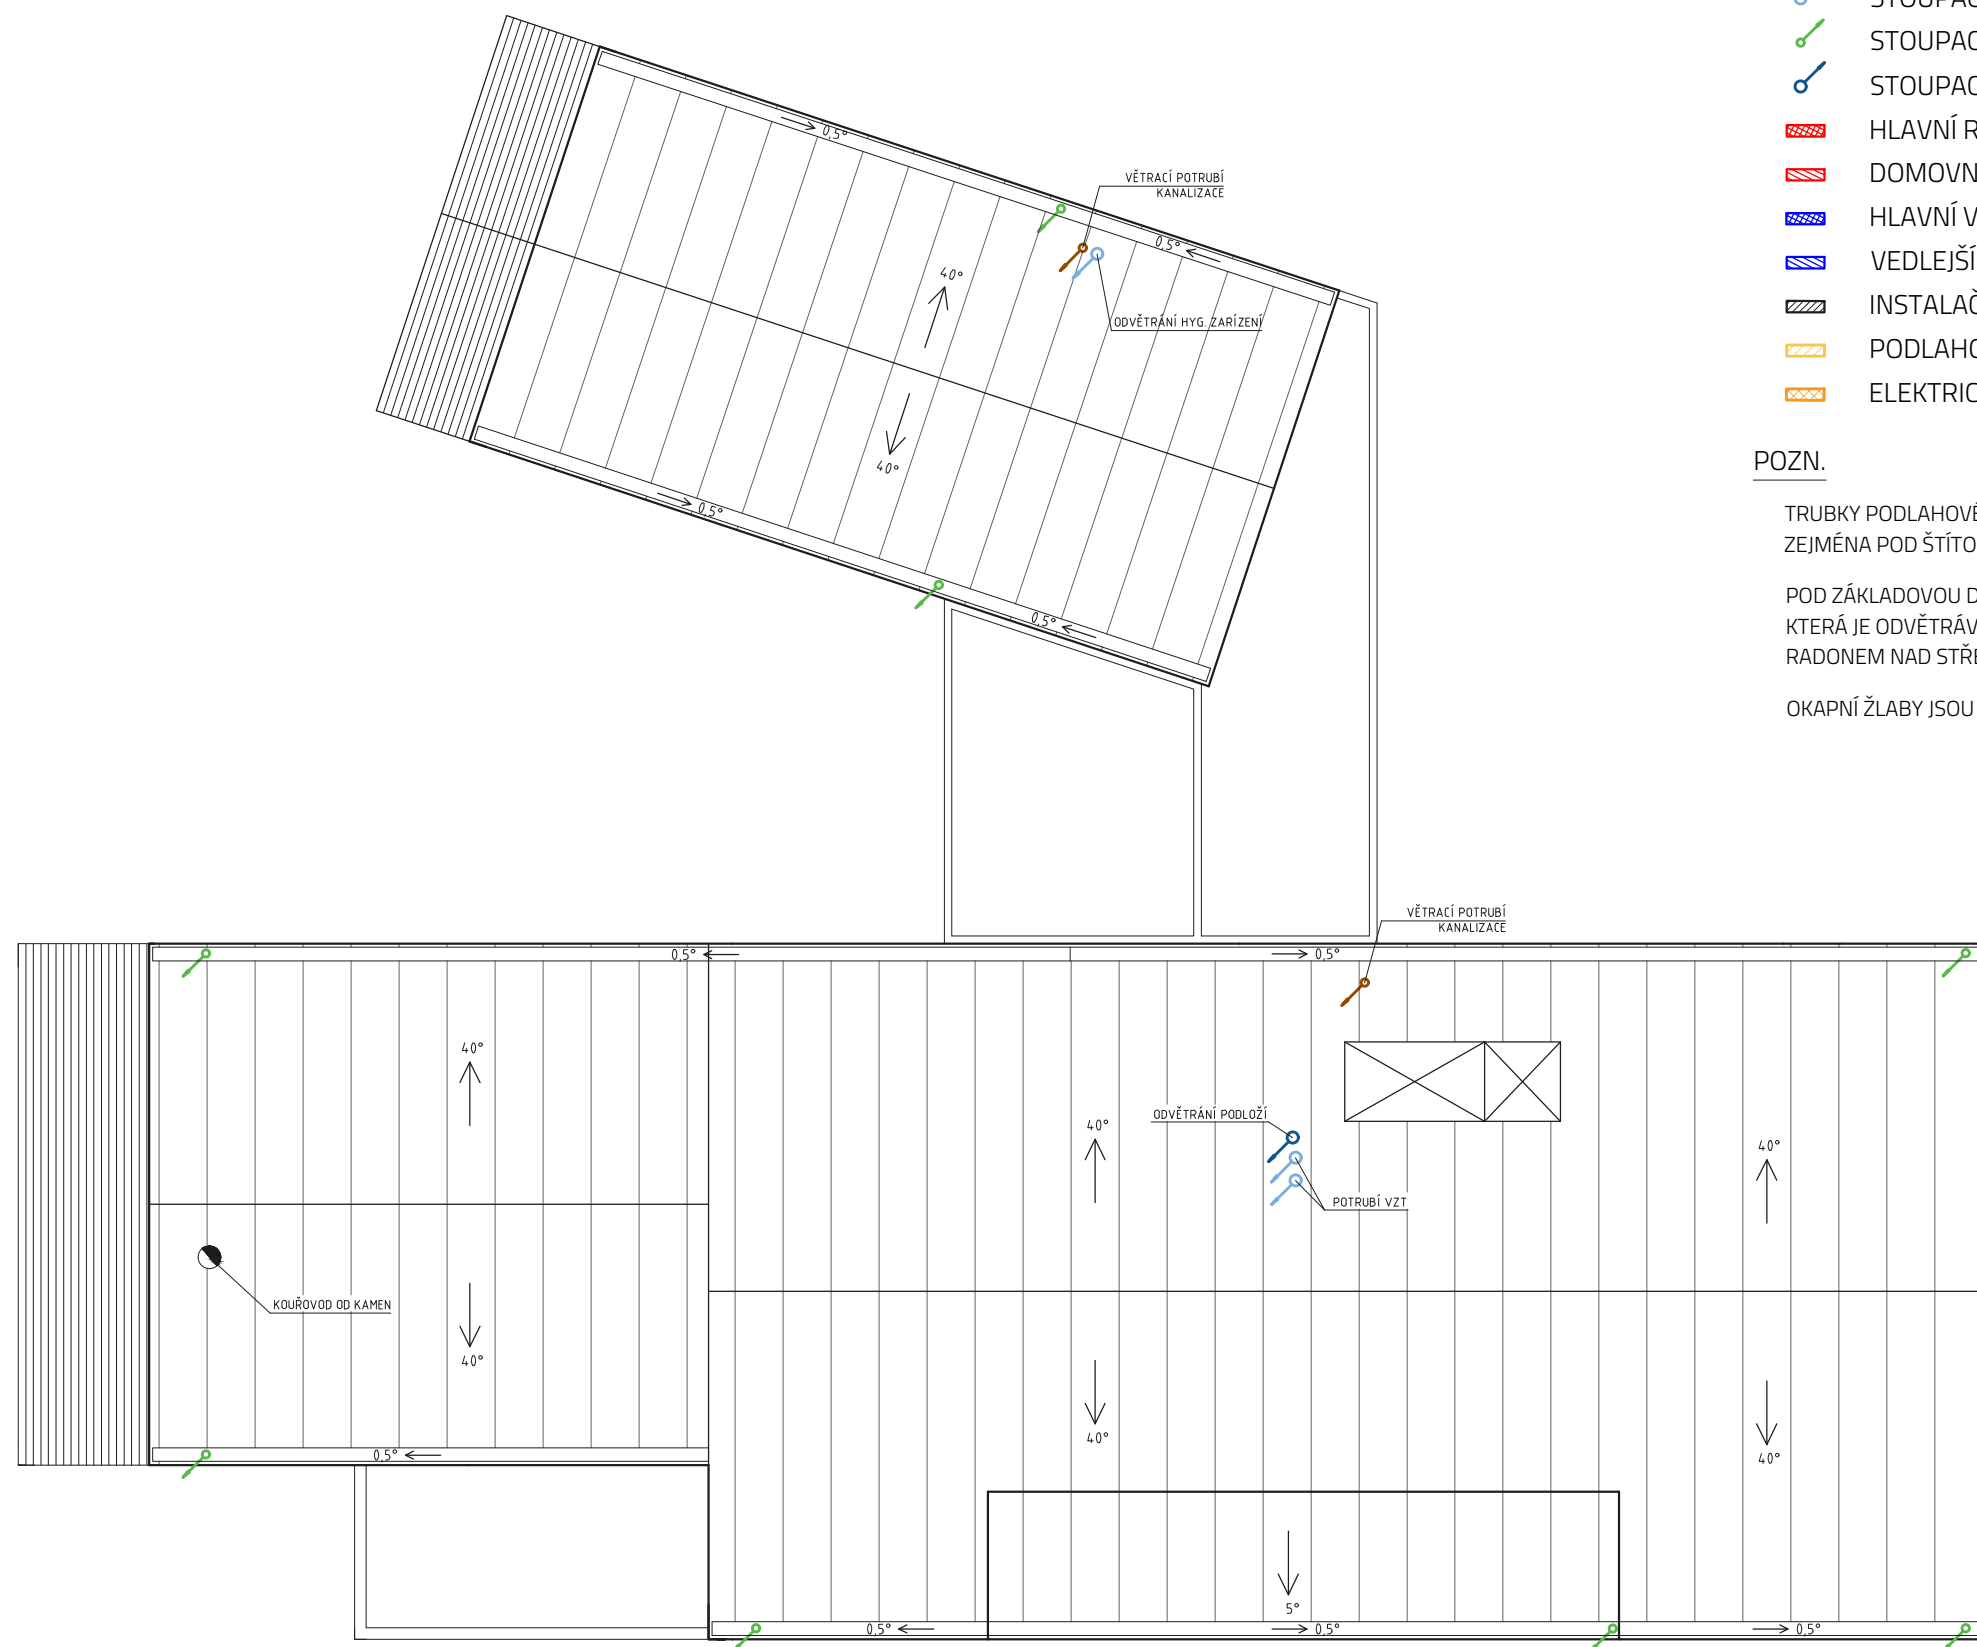 STOUPAC
STOUPAC
HLAVNÍ R
DOMOVN
HLAVNÍ V
VEDLEJŠÍ
INSTALAČ
PODLAHO
ELEKTRIC
POZN.
TRUBKY PODLAHOVÉ
ZEJMÉNA POD ŠTÍTO
POD ZÁKLADOVOU D
KTERÁ JE ODVĚTRÁV
RADONEM NAD STŘE
OKAPNÍ ŽLABY JSOU
0,5°
VĚTRACÍ POTRUBÍ
KANALIZACE
0,5°
40°
ODVĚTRÁNÍ HYG. ZARÍZENÍ
40°
0,5°
0,5°
VĚTRACÍ POTRUBÍ
KANALIZACE
0,5°
0,5°
40°
ODVĚTRÁNÍ PODLOŽÍ
40°
40°
POTRUBÍ VZT
KOUŘOVOD OD KAMEN
40°
40°
40°
0,5°
5°
0,5°
0,5°
0,5°